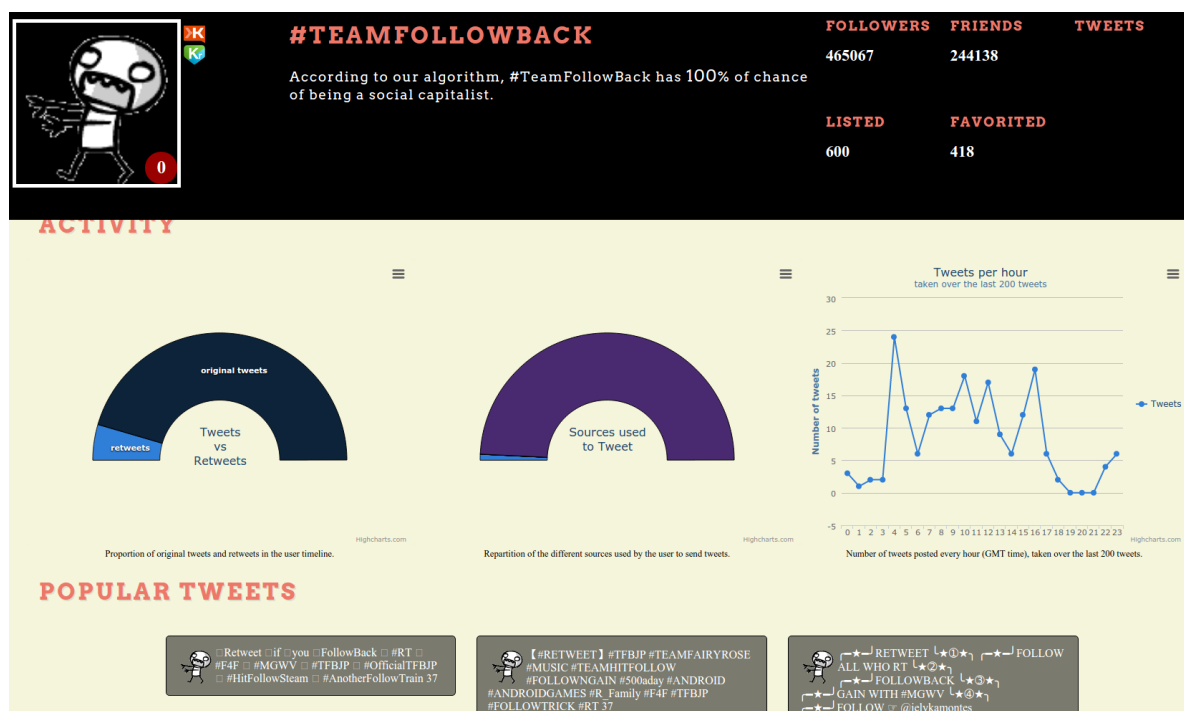 #TEAMFOLLOWBACK
According to our algorithm, #TeamFollowBack has 100% of chance
of being a social capitalist.
FOLLOWERS FRIENDS TWEETS
465067 244138
LISTED FAVORITED
600 418
K
0
ACTIVITY
original tweets
retweets
Tweets
vs
Retweets
Highcharts.com
Proportion of original tweets and retweets in the user timeline.
Sources used
to Tweet
Highcharts.com
Repartition of the different sources used by the user to send tweets.
Tweets per hour
taken over the last 200 tweets
Number of tweets
30
25
20
15
10
5
0
-5
0 1 2 3 4 5 6 7 8 9 10 11 12 13 14 15 16 17 18 19 20 21 22 23
Tweets
Highcharts.com
Number of tweets posted every hour (GMT time), taken over the last 200 tweets.
POPULAR TWEETS
□Retweet □if □you □FollowBack □ #RT □
#F4F □ #MGWV □ #TFBJP □ #OfficialTFBJP
□ #HitFollowSteam □ #AnotherFollowTrain 37
【#RETWEET】#TFBJP #TEAMFAIRYROSE
#MUSIC #TEAMHITFOLLOW
#FOLLOWNGAIN #500aday #ANDROID
#ANDROIDGAMES #R_Family #F4F #TFBJP
#FOLLOWTRICK #RT 37
╭━★━╯RETWEET ╰★①★╮ ╭━★━╯FOLLOW
ALL WHO RT ╰★②★╮
╭━★━╯FOLLOWBACK ╰★③★╮
╭━★━╯GAIN WITH #MGWV ╰★④★╮
╭━★━╯FOLLOW ☞ @jelykamontes